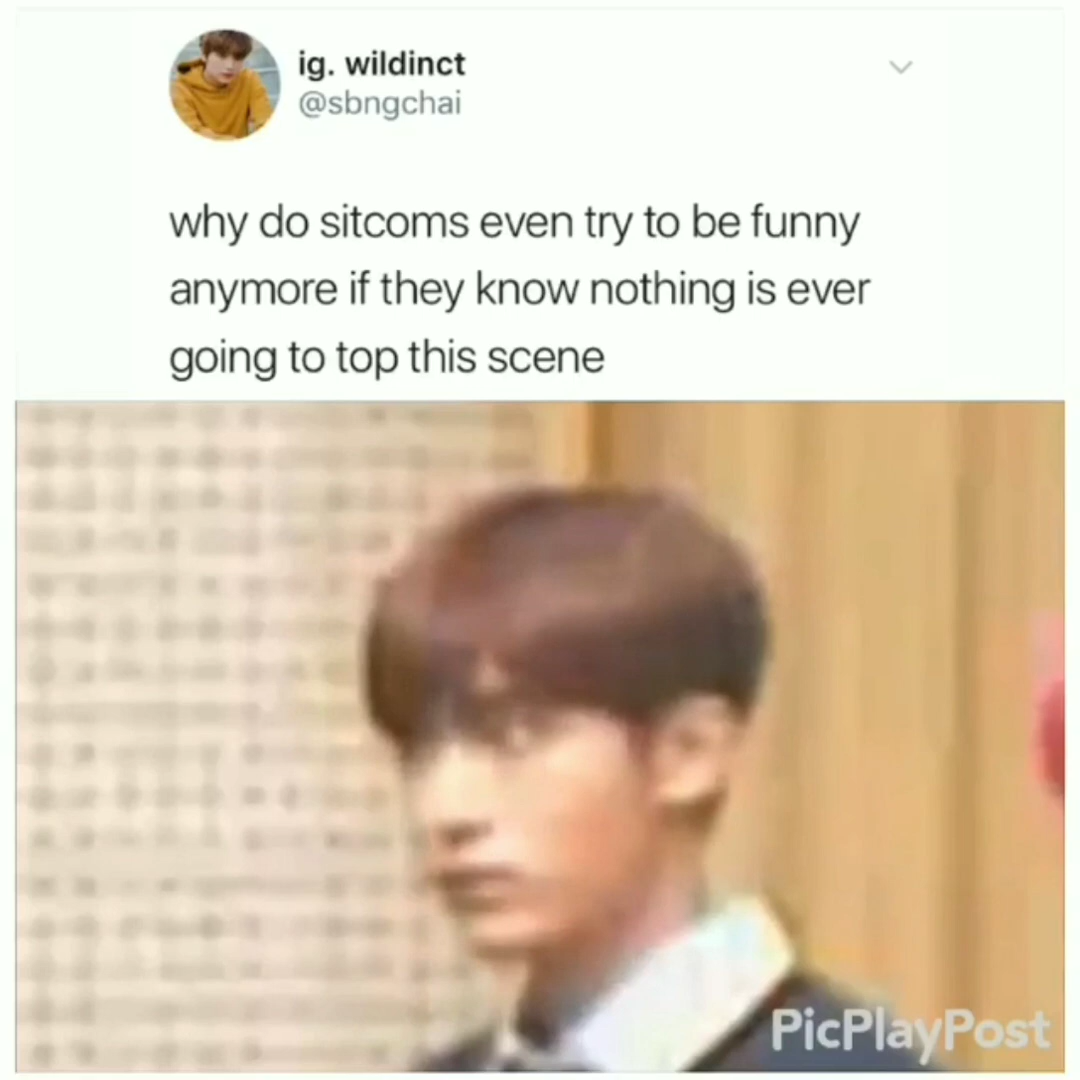 ig. wildinct
@sbngchai
why do sitcoms even try to be funny
anymore if they know nothing is ever
going to top this scene
PicPlayPost